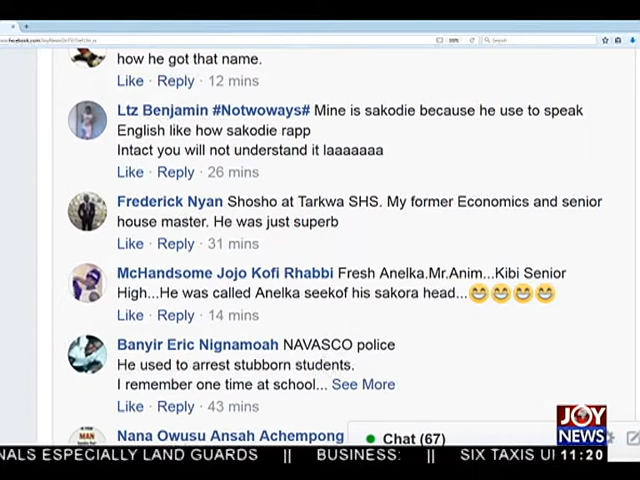 how he got that name.
Like · Reply · 12 mins
Ltz Benjamin #Notwoways# Mine is sakodie because he use to speak
English like how sakodie rapp
Intact you will not understand it laaaaaaa
Like · Reply · 26 mins
Frederick Nyan Shosho at Tarkwa SHS. My former Economics and senior
house master. He was just superb
Like · Reply · 31 mins
McHandsome Jojo Kofi Rhabbi Fresh Anelka.Mr.Anim...Kibi Senior
High...He was called Anelka seekof his sakora head...😁😁😁😁
Like · Reply · 14 mins
Banyir Eric Nignamoah NAVASCO police
He used to arrest stubborn students.
I remember one time at school... See More
Like · Reply · 43 mins
MAN
Nana Owusu Ansah Achempong
Chat (67)
JOY
NEWS
NALS ESPECIALLY LAND GUARDS || BUSINESS: || SIX TAXIS 11:20